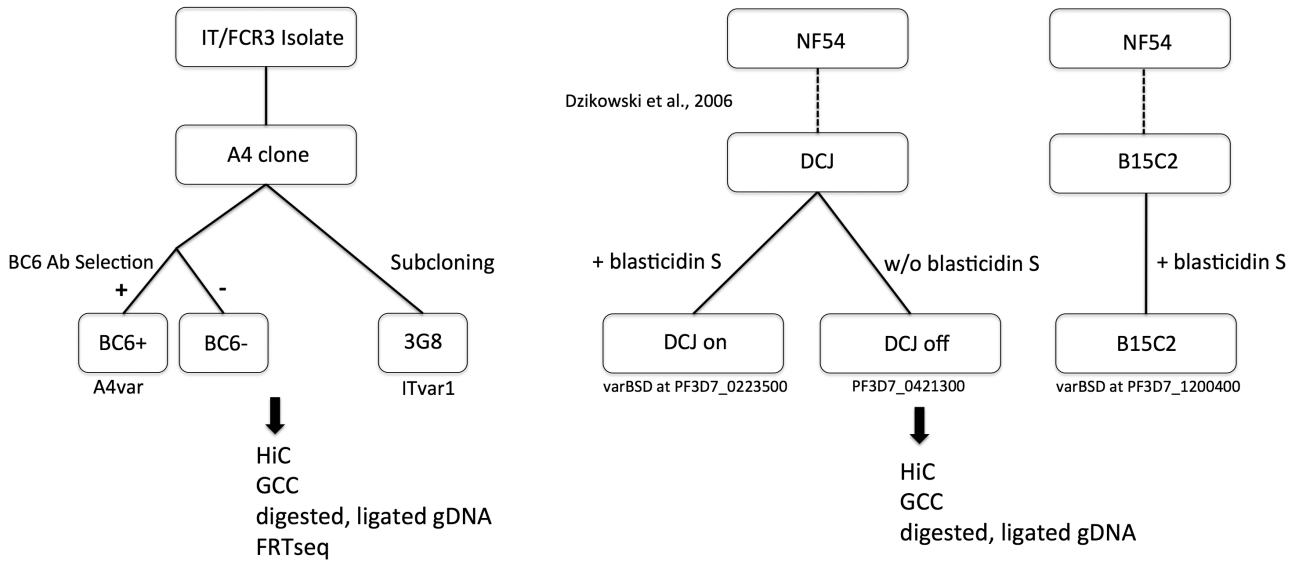 IT/FCR3 Isolate
A4 clone
BC6 Ab Selection
+
-
Subcloning
BC6+
BC6-
3G8
A4var
ITvar1
HiC
GCC
digested, ligated gDNA
FRTseq
NF54
Dzikowski et al., 2006
DCJ
+ blasticidin S
w/o blasticidin S
DCJ on
DCJ off
varBSD at PF3D7_0223500
PF3D7_0421300
HiC
GCC
digested, ligated gDNA
NF54
B15C2
+ blasticidin S
B15C2
varBSD at PF3D7_1200400